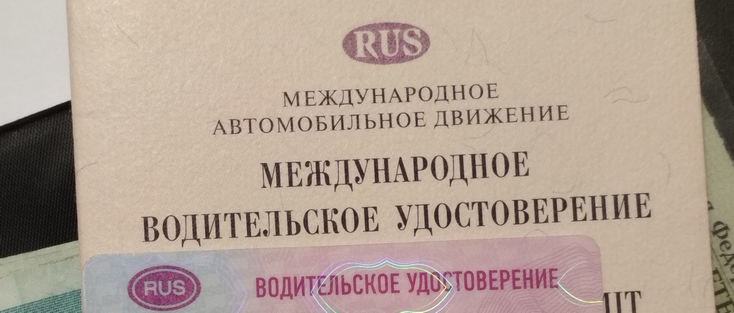 RUS
МЕЖДУНАРОДНОЕ
АВТОМОБИЛЬНОЕ ДВИЖЕНИЕ
МЕЖДУНАРОДНОЕ
ВОДИТЕЛЬСКОЕ УДОСТОВЕРЕНИЕ
RUS ВОДИТЕЛЬСКОЕ УДОСТОВЕРЕНИЕ